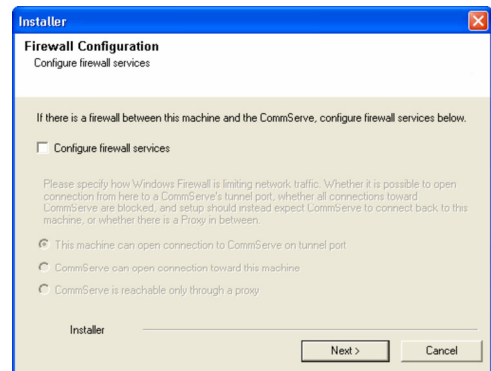 Installer
Firewall Configuration
Configure firewall services
If there is a firewall between this machine and the CommServe, configure firewall services below.
Configure firewall services
Please specify how Windows Firewall is limiting network traffic. Whether it is possible to open
connection from here to a CommServe's tunnel port, whether all connections toward
CommServe are blocked, and setup should instead expect CommServe to connect back to this
machine, or whether there is a Proxy in between.
This machine can open connection to CommServe on tunnel port
CommServe can open connection toward this machine
CommServe is reachable only through a proxy
Installer
Next >
Cancel